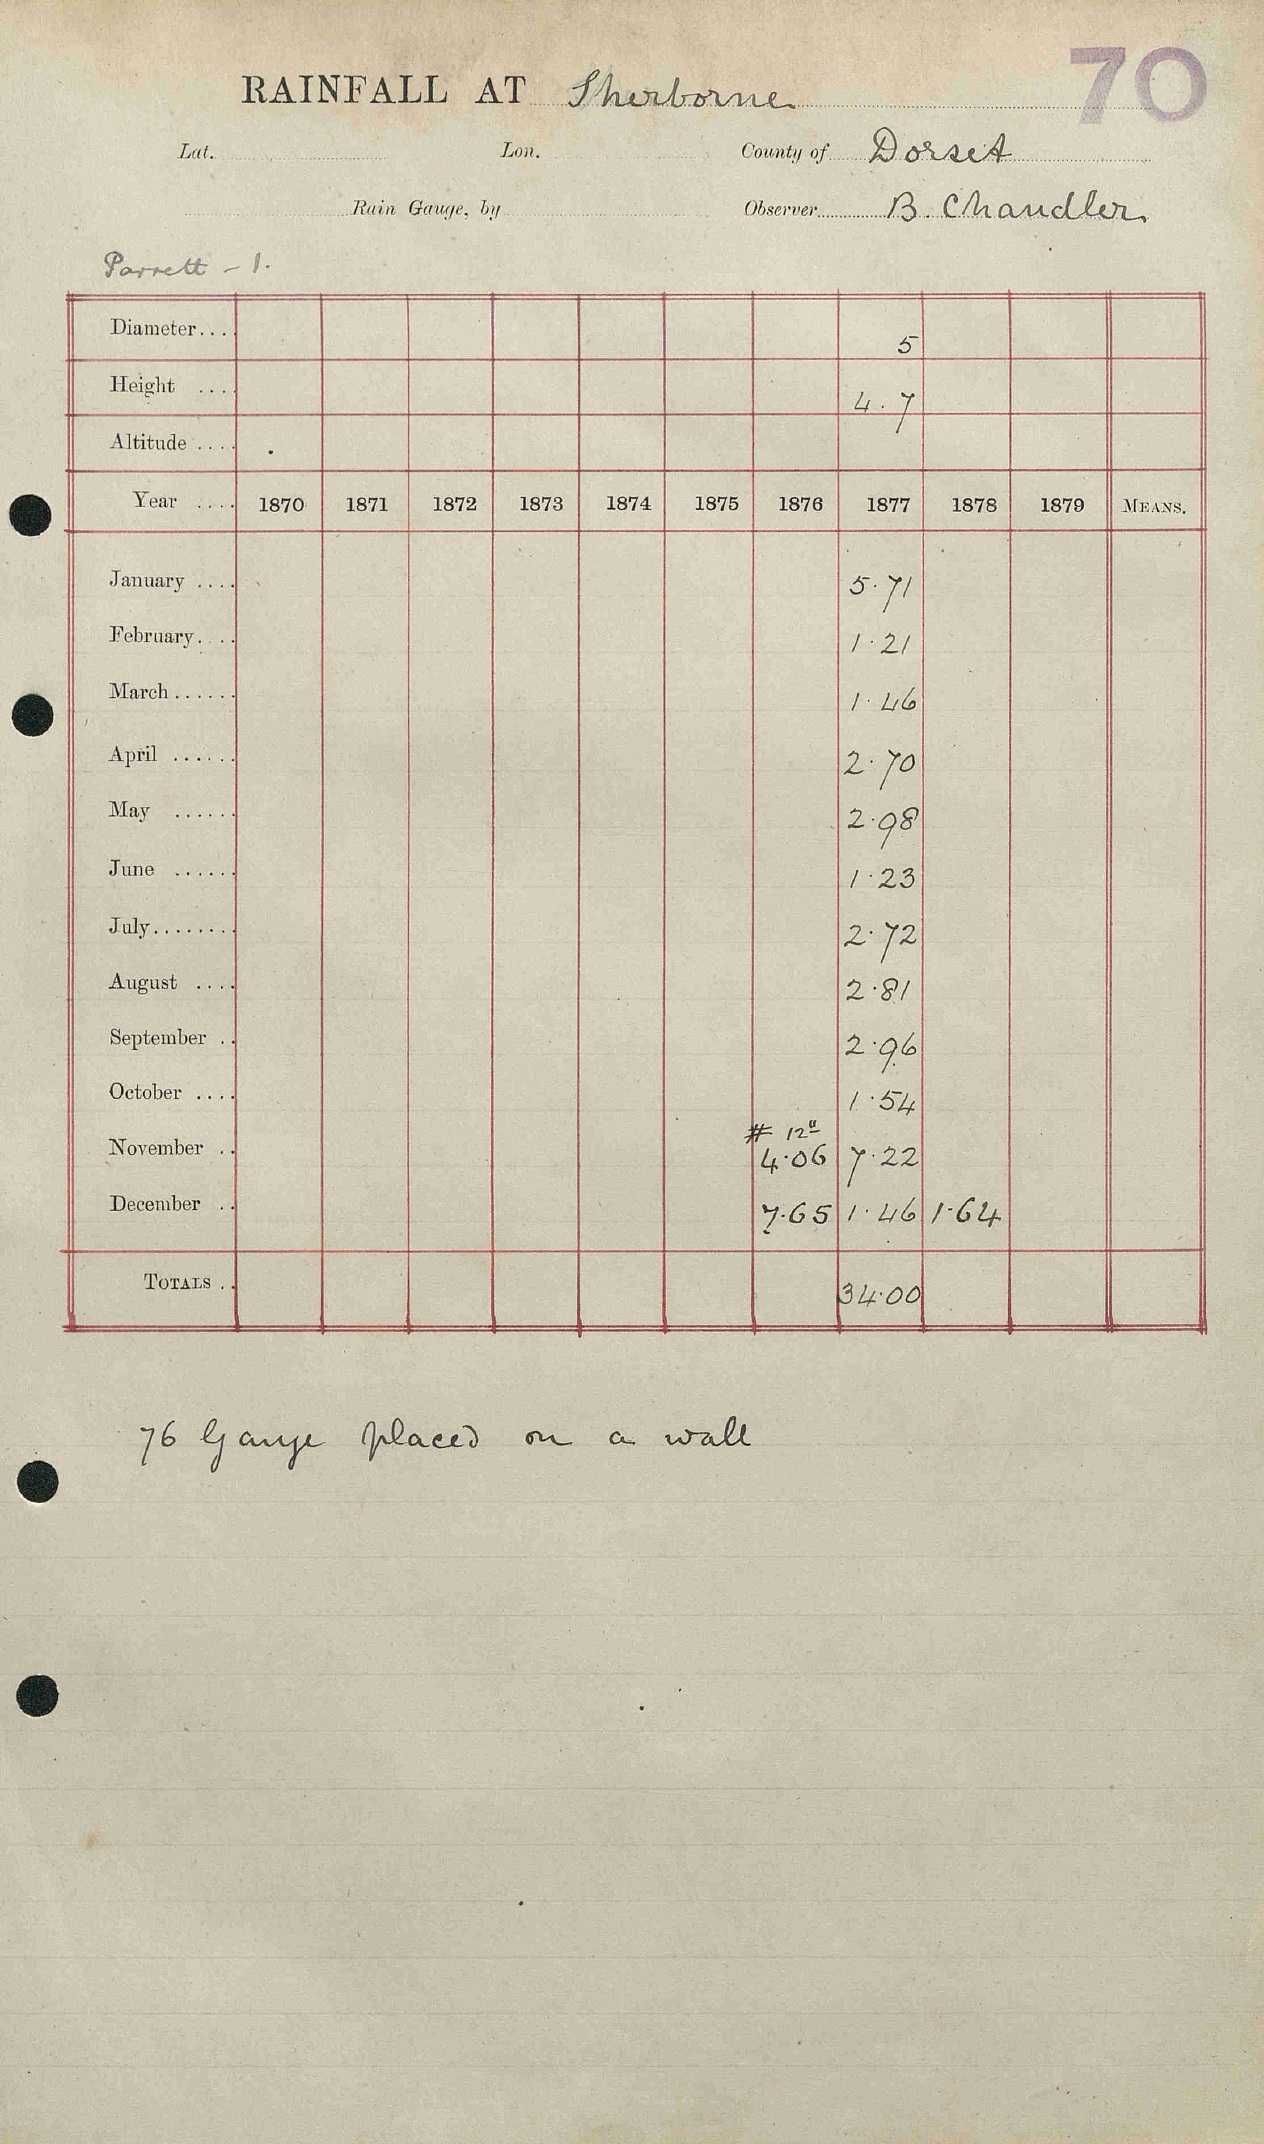 70
RAINFALL AT Sherborne
Lat. Lon. County of Dorset
Rain Gauge, by Observer B. Chandler.
Parrett - 1.
Diameter.... 5
Height .... 4.7
Altitude ....
Year .... 1870 1871 1872 1873 1874 1875 1876 1877 1878 1879 MEANS.
January .... 5.71
February.... 1.21
March...... 1.46
April ...... 2.70
May ...... 2.98
June ...... 1.23
July........ 2.72
August .... 2.81
September .. 2.96
October .... 1.54
# 12"
November .. 4.06 7.22
December .. 7.65 1.46 1.64
TOTALS .. 34.00
76 Gauge placed on a wall